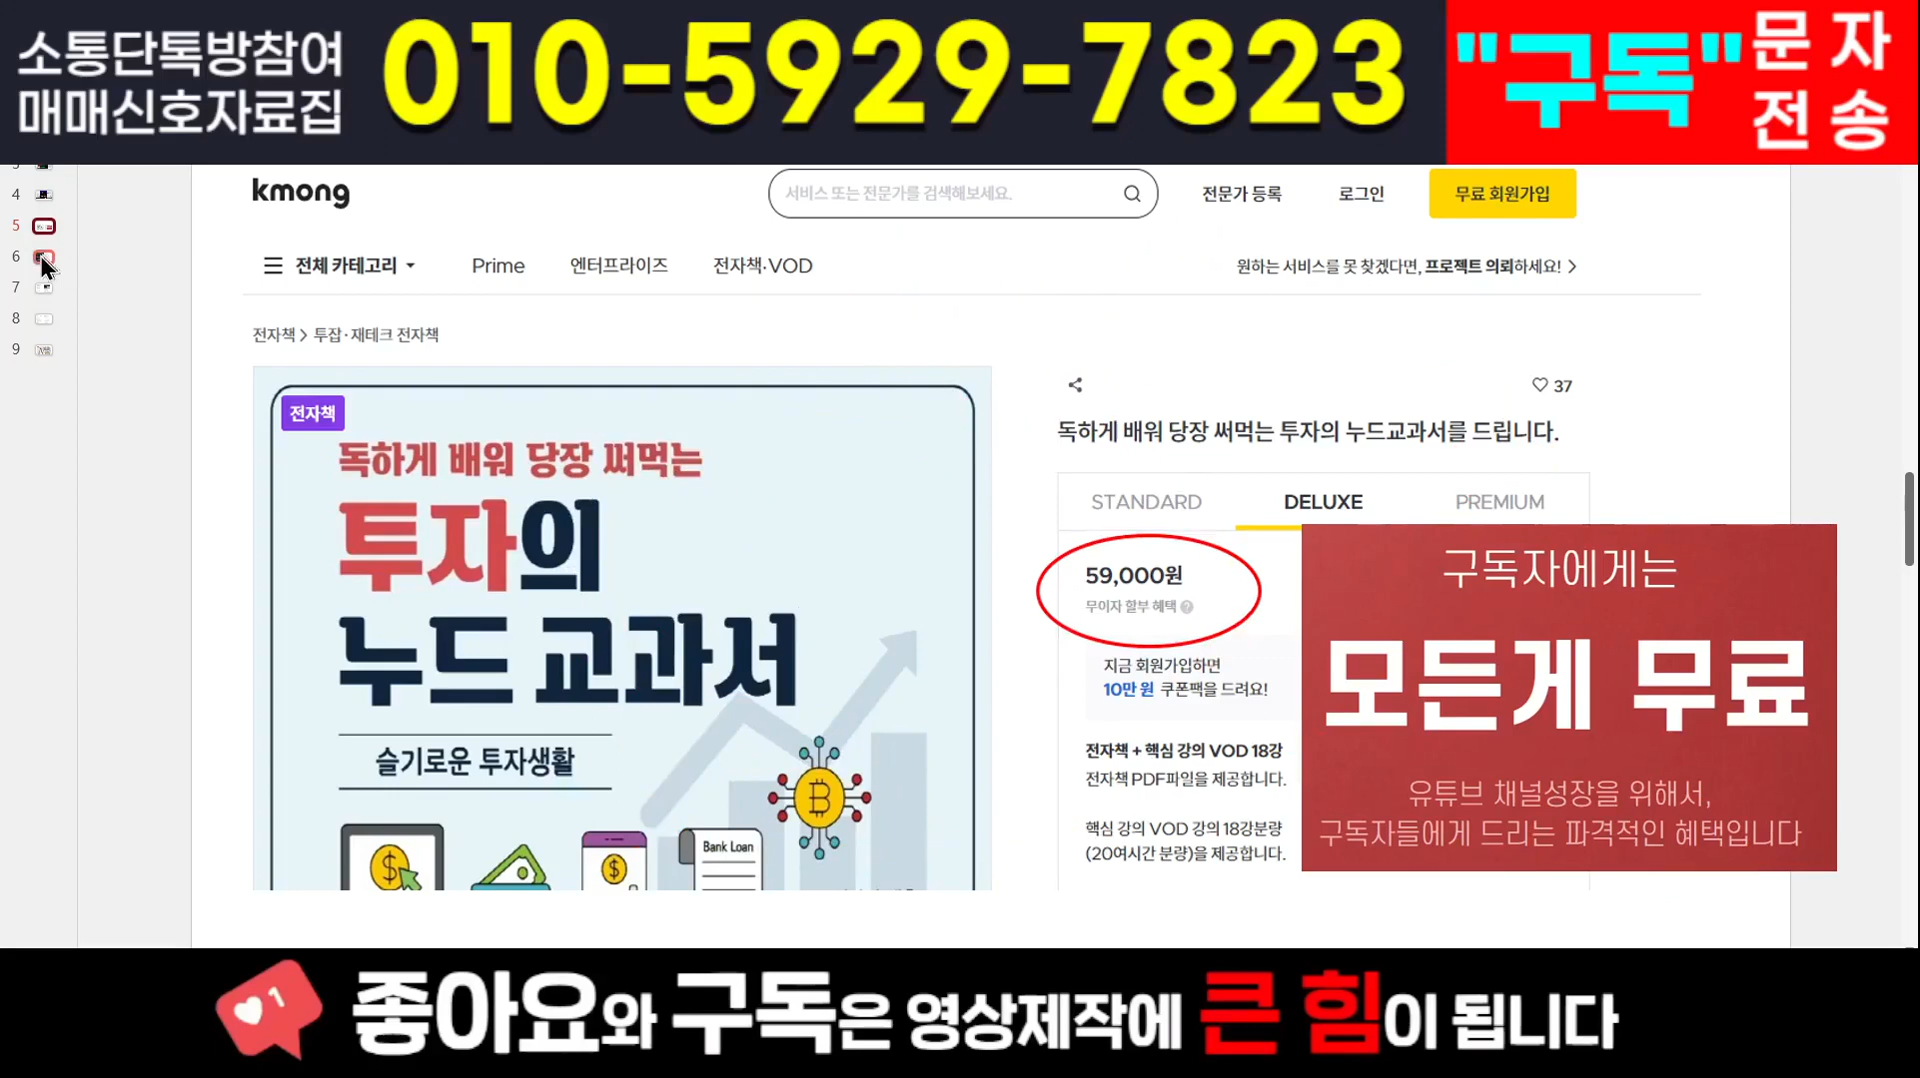 소통단톡방참여
매매신호자료집
010-5929-7823
"구독"
문자
전송
4
5
6
7
8
9
kmong
서비스 또는 전문가를 검색해보세요.
전문가 등록
로그인
무료 회원가입
전체 카테고리
Prime
엔터프라이즈
전자책·VOD
원하는 서비스를 못 찾겠다면, 프로젝트 의뢰하세요!
전자책 > 투잡·재테크 전자책
전자책
독하게 배워 당장 써먹는
투자의
누드 교과서
슬기로운 투자생활
Bank Loan
37
독하게 배워 당장 써먹는 투자의 누드교과서를 드립니다.
STANDARD
DELUXE
PREMIUM
59,000원
무이자 할부 혜택
지금 회원가입하면
10만 원 쿠폰팩을 드려요!
전자책 + 핵심 강의 VOD 18강
전자책 PDF파일을 제공합니다.
핵심 강의 VOD 강의 18강분량
(20여시간 분량)을 제공합니다.
구독자에게는
모든게 무료
유튜브 채널성장을 위해서,
구독자들에게 드리는 파격적인 혜택입니다
좋아요와 구독은 영상제작에 큰 힘이 됩니다